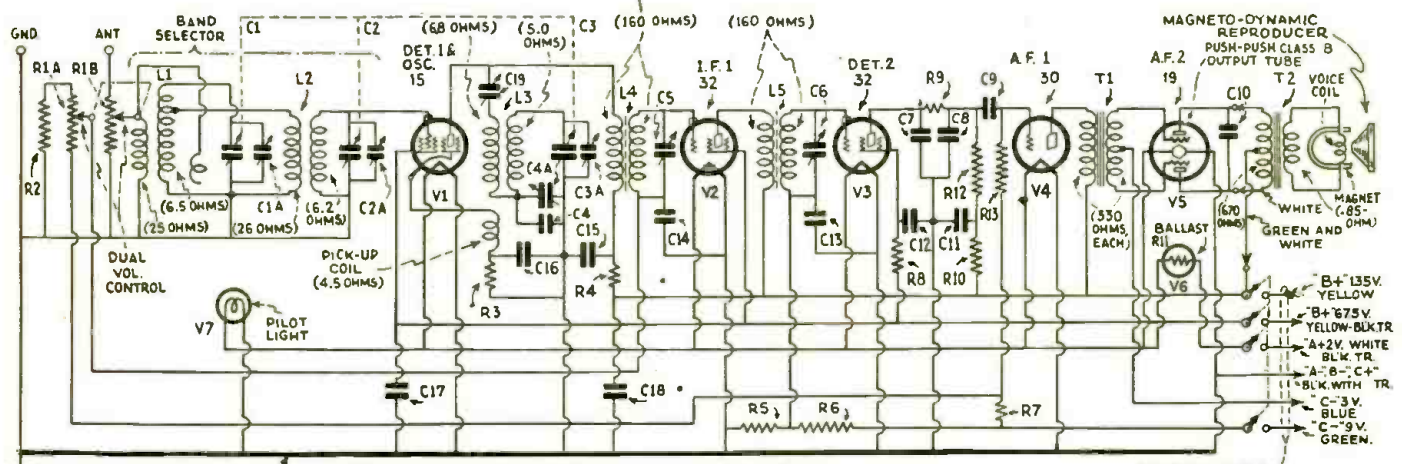 GND.
ANT
BAND
SELECTOR
C1
C2
C3
(6.8 OHMS)
(5.0
OHMS)
(160 OHMS)
(160 OHMS)
MAGNETO-DYNAMIC
REPRODUCER
PUSH-PUSH CLASS B
OUTPUT TUBE
DET.1 &
OSC.
15
I.F.1
32
DET.2
32
R9
C9
A.F.1
30
T1
A.F.2
19
C10
T2
VOICE
COIL
R1A
R1B
L1
L2
C19
L3
L4
C5
L5
C6
C7
C8
R2
(6.5 OHMS)
(25 OHMS)
C1A
(26 OHMS)
(6.2
OHMS)
C2A
V1
C4A
C3A
C4
C15
C14
V2
C13
V3
C12
C11
R12
R13
V4
V5
(330
OHMS,
EACH)
(670
OHMS)
WHITE
GREEN AND
WHITE
MAGNET
(.85-
OHM)
DUAL
VOL.
CONTROL
PICK-UP
COIL
(4.5 OHMS)
C16
R3
R4
R8
R10
BALLAST
R11
V6
V7
PILOT
LIGHT
C17
C18
R5
R6
R7
"B+" 135V.
YELLOW
"B+" 67.5V.
YELLOW-BLK.TR.
"A+2V. WHITE
BLK. TR.
"A-","B-","C+"
BLK. WITH TR.
"C-"3V.
BLUE
"C-"9V.
GREEN.